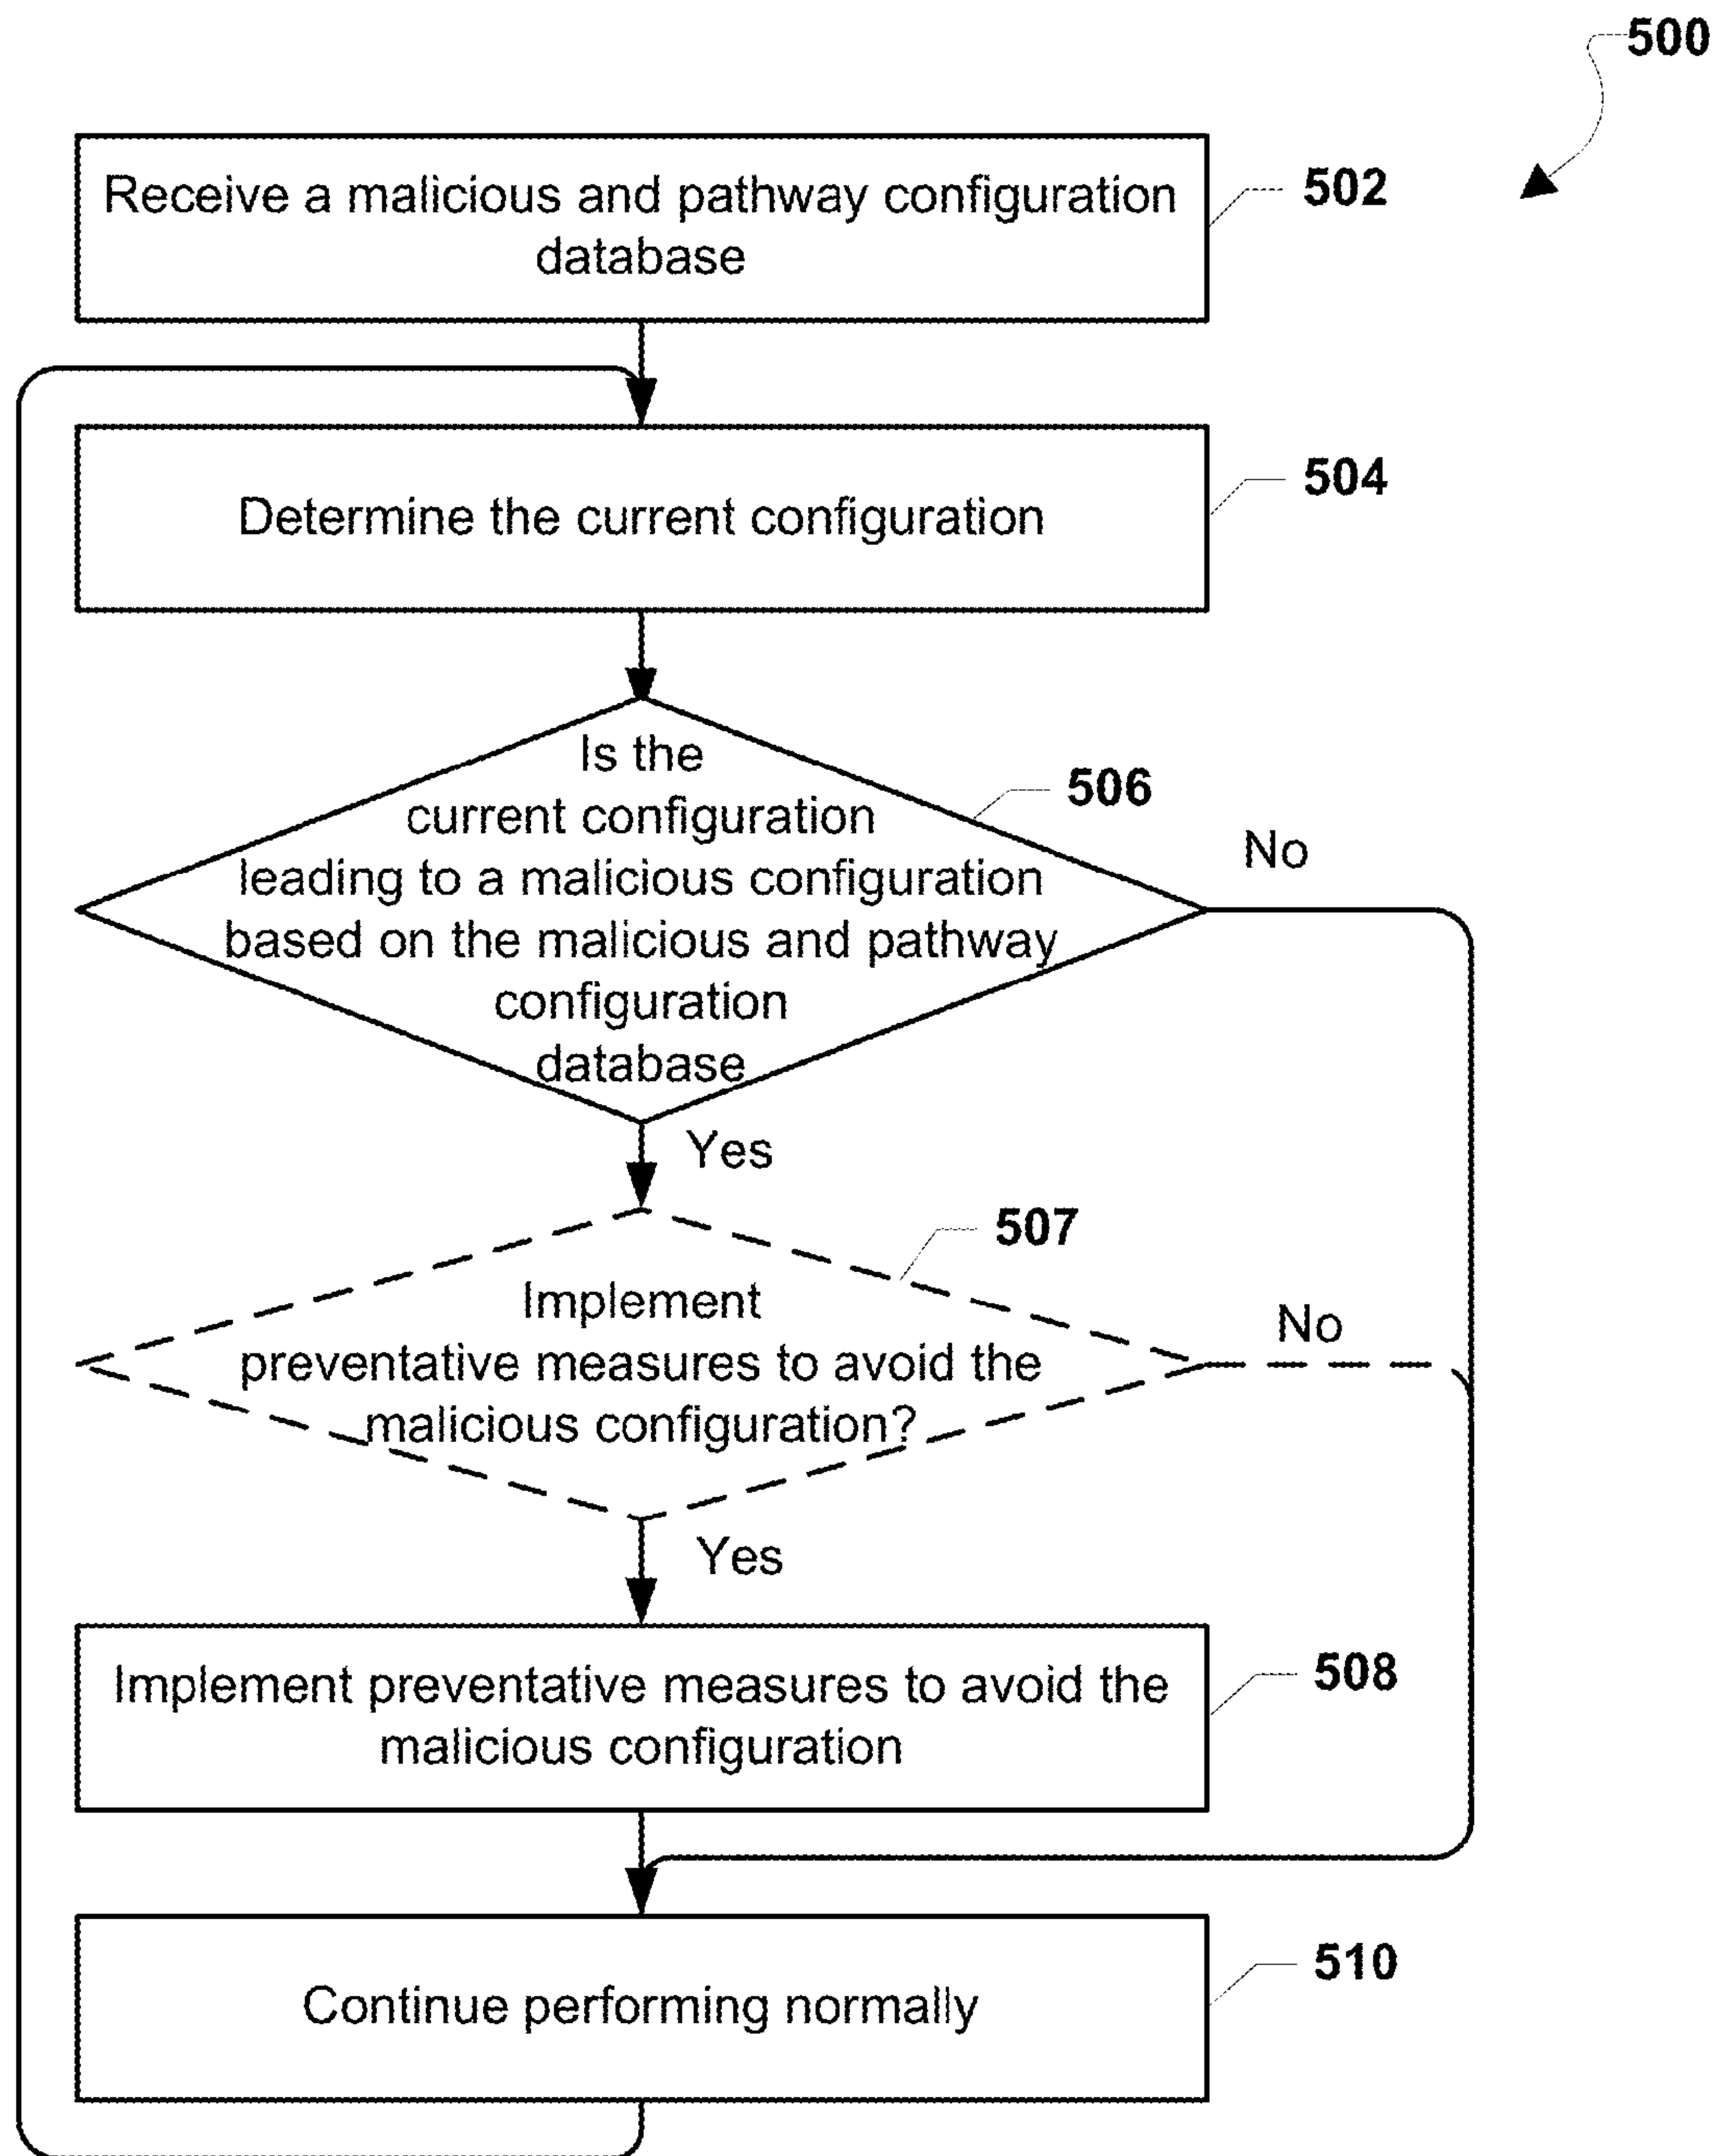 500
Receive a malicious and pathway configuration
database
502
Determine the current configuration
504
Is the
current configuration
leading to a malicious configuration
based on the malicious and pathway
configuration
database
506
No
Yes
507
Implement
preventative measures to avoid the
malicious configuration?
No
Yes
Implement preventative measures to avoid the
malicious configuration
508
Continue performing normally
510